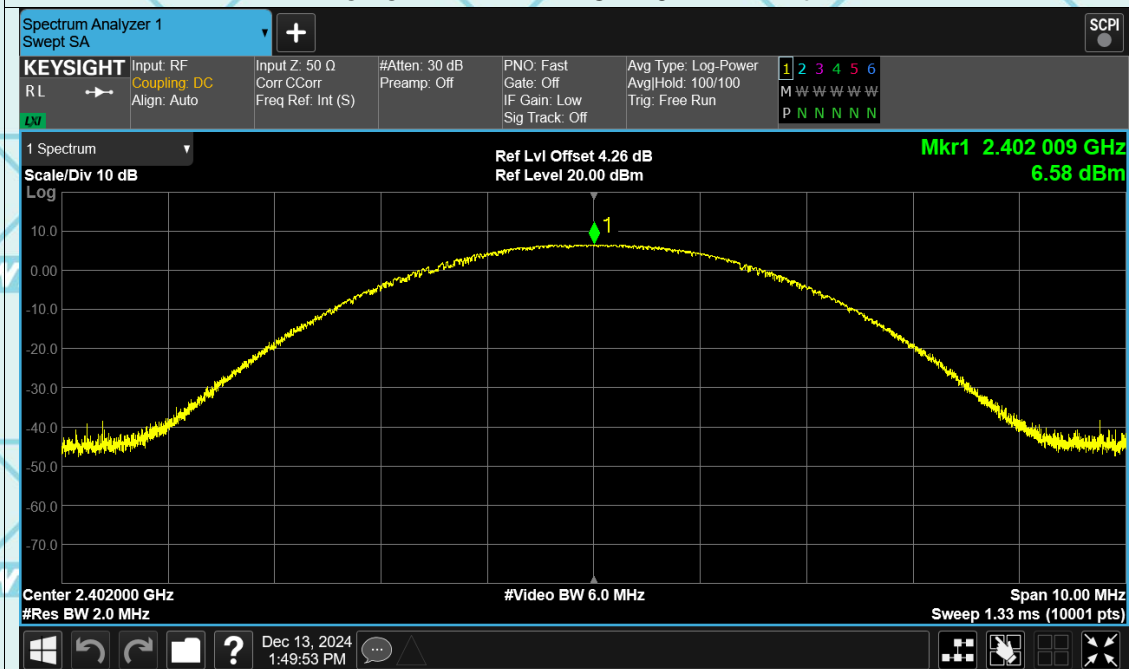 Spectrum Analyzer 1
Swept SA
+
SCPI
KEYSIGHT
RL
LXI
Input: RF
Coupling: DC
Align: Auto
Input Z: 50 Ω
Corr CCorr
Freq Ref: Int (S)
#Atten: 30 dB
Preamp: Off
PNO: Fast
Gate: Off
IF Gain: Low
Sig Track: Off
Avg Type: Log-Power
Avg|Hold: 100/100
Trig: Free Run
1 2 3 4 5 6
M W W W W W
P N N N N N
1 Spectrum
Scale/Div 10 dB
Log
Ref Lvl Offset 4.26 dB
Ref Level 20.00 dBm
Mkr1 2.402 009 GHz
6.58 dBm
1
10.0
0.00
-10.0
-20.0
-30.0
-40.0
-50.0
-60.0
-70.0
Center 2.402000 GHz
#Res BW 2.0 MHz
#Video BW 6.0 MHz
Span 10.00 MHz
Sweep 1.33 ms (10001 pts)
?
Dec 13, 2024
1:49:53 PM